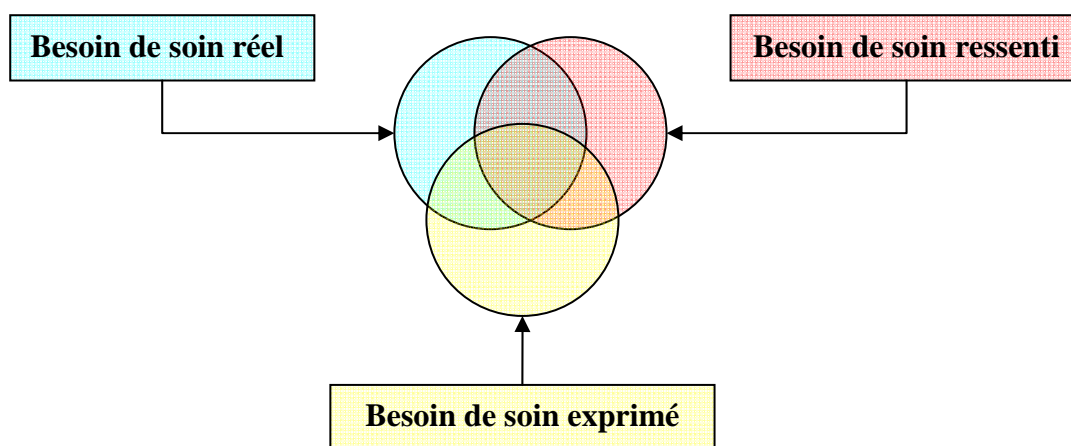 Besoin de soin réel
Besoin de soin ressenti
Besoin de soin exprimé